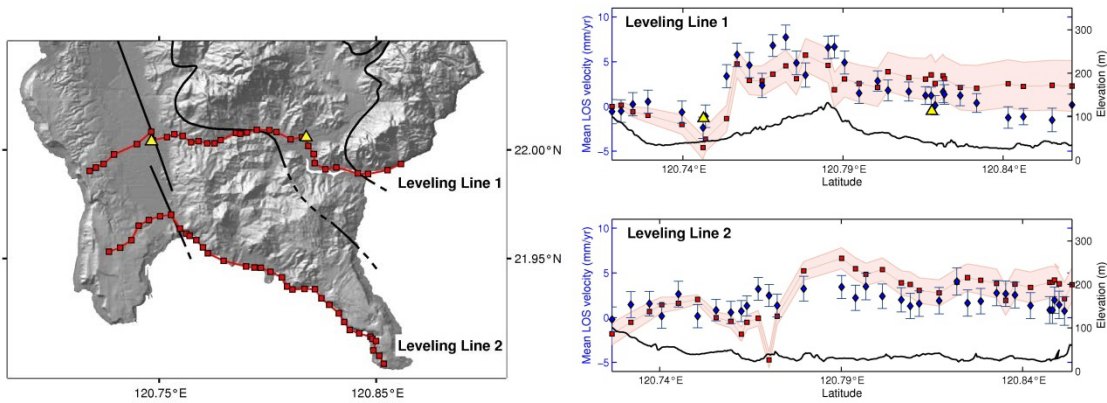 Leveling Line 1
Leveling Line 2
22.00°N
21.95°N
120.75°E
120.85°E
Leveling Line 1
Mean LOS velocity (mm/yr)
10
5
0
−5
Elevation (m)
300
200
100
0
120.74°E
120.79°E
120.84°E
Latitude
Leveling Line 2
Mean LOS velocity (mm/yr)
10
5
0
−5
Elevation (m)
300
200
100
0
120.74°E
120.79°E
120.84°E
Latitude